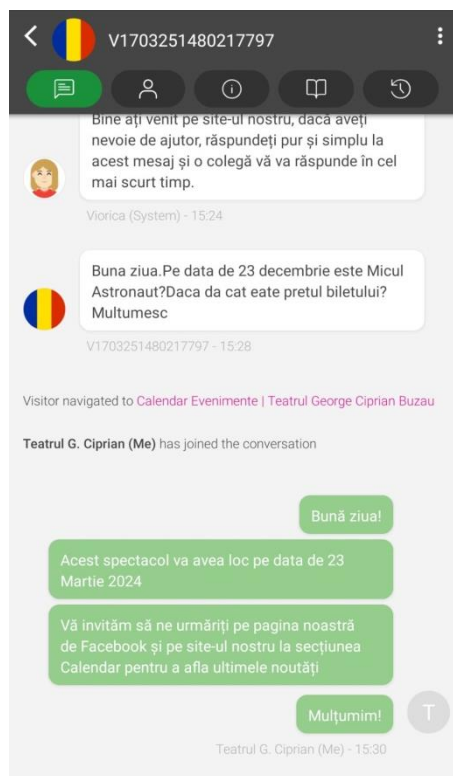 V1703251480217797
Bine ați venit pe site-ul nostru, dacă aveți
nevoie de ajutor, răspundeți pur și simplu la
acest mesaj și o colegă vă va răspunde în cel
mai scurt timp.
Viorica (System) - 15:24
Buna ziua.Pe data de 23 decembrie este Micul
Astronaut?Daca da cat eate pretul biletului?
Multumesc
V1703251480217797 - 15:28
Visitor navigated to Calendar Evenimente | Teatrul George Ciprian Buzau
Teatrul G. Ciprian (Me) has joined the conversation
Bună ziua!
Acest spectacol va avea loc pe data de 23
Martie 2024
Vă invităm să ne urmăriți pe pagina noastră
de Facebook și pe site-ul nostru la secțiunea
Calendar pentru a afla ultimele noutăți
Mulțumim!
T
Teatrul G. Ciprian (Me) - 15:30